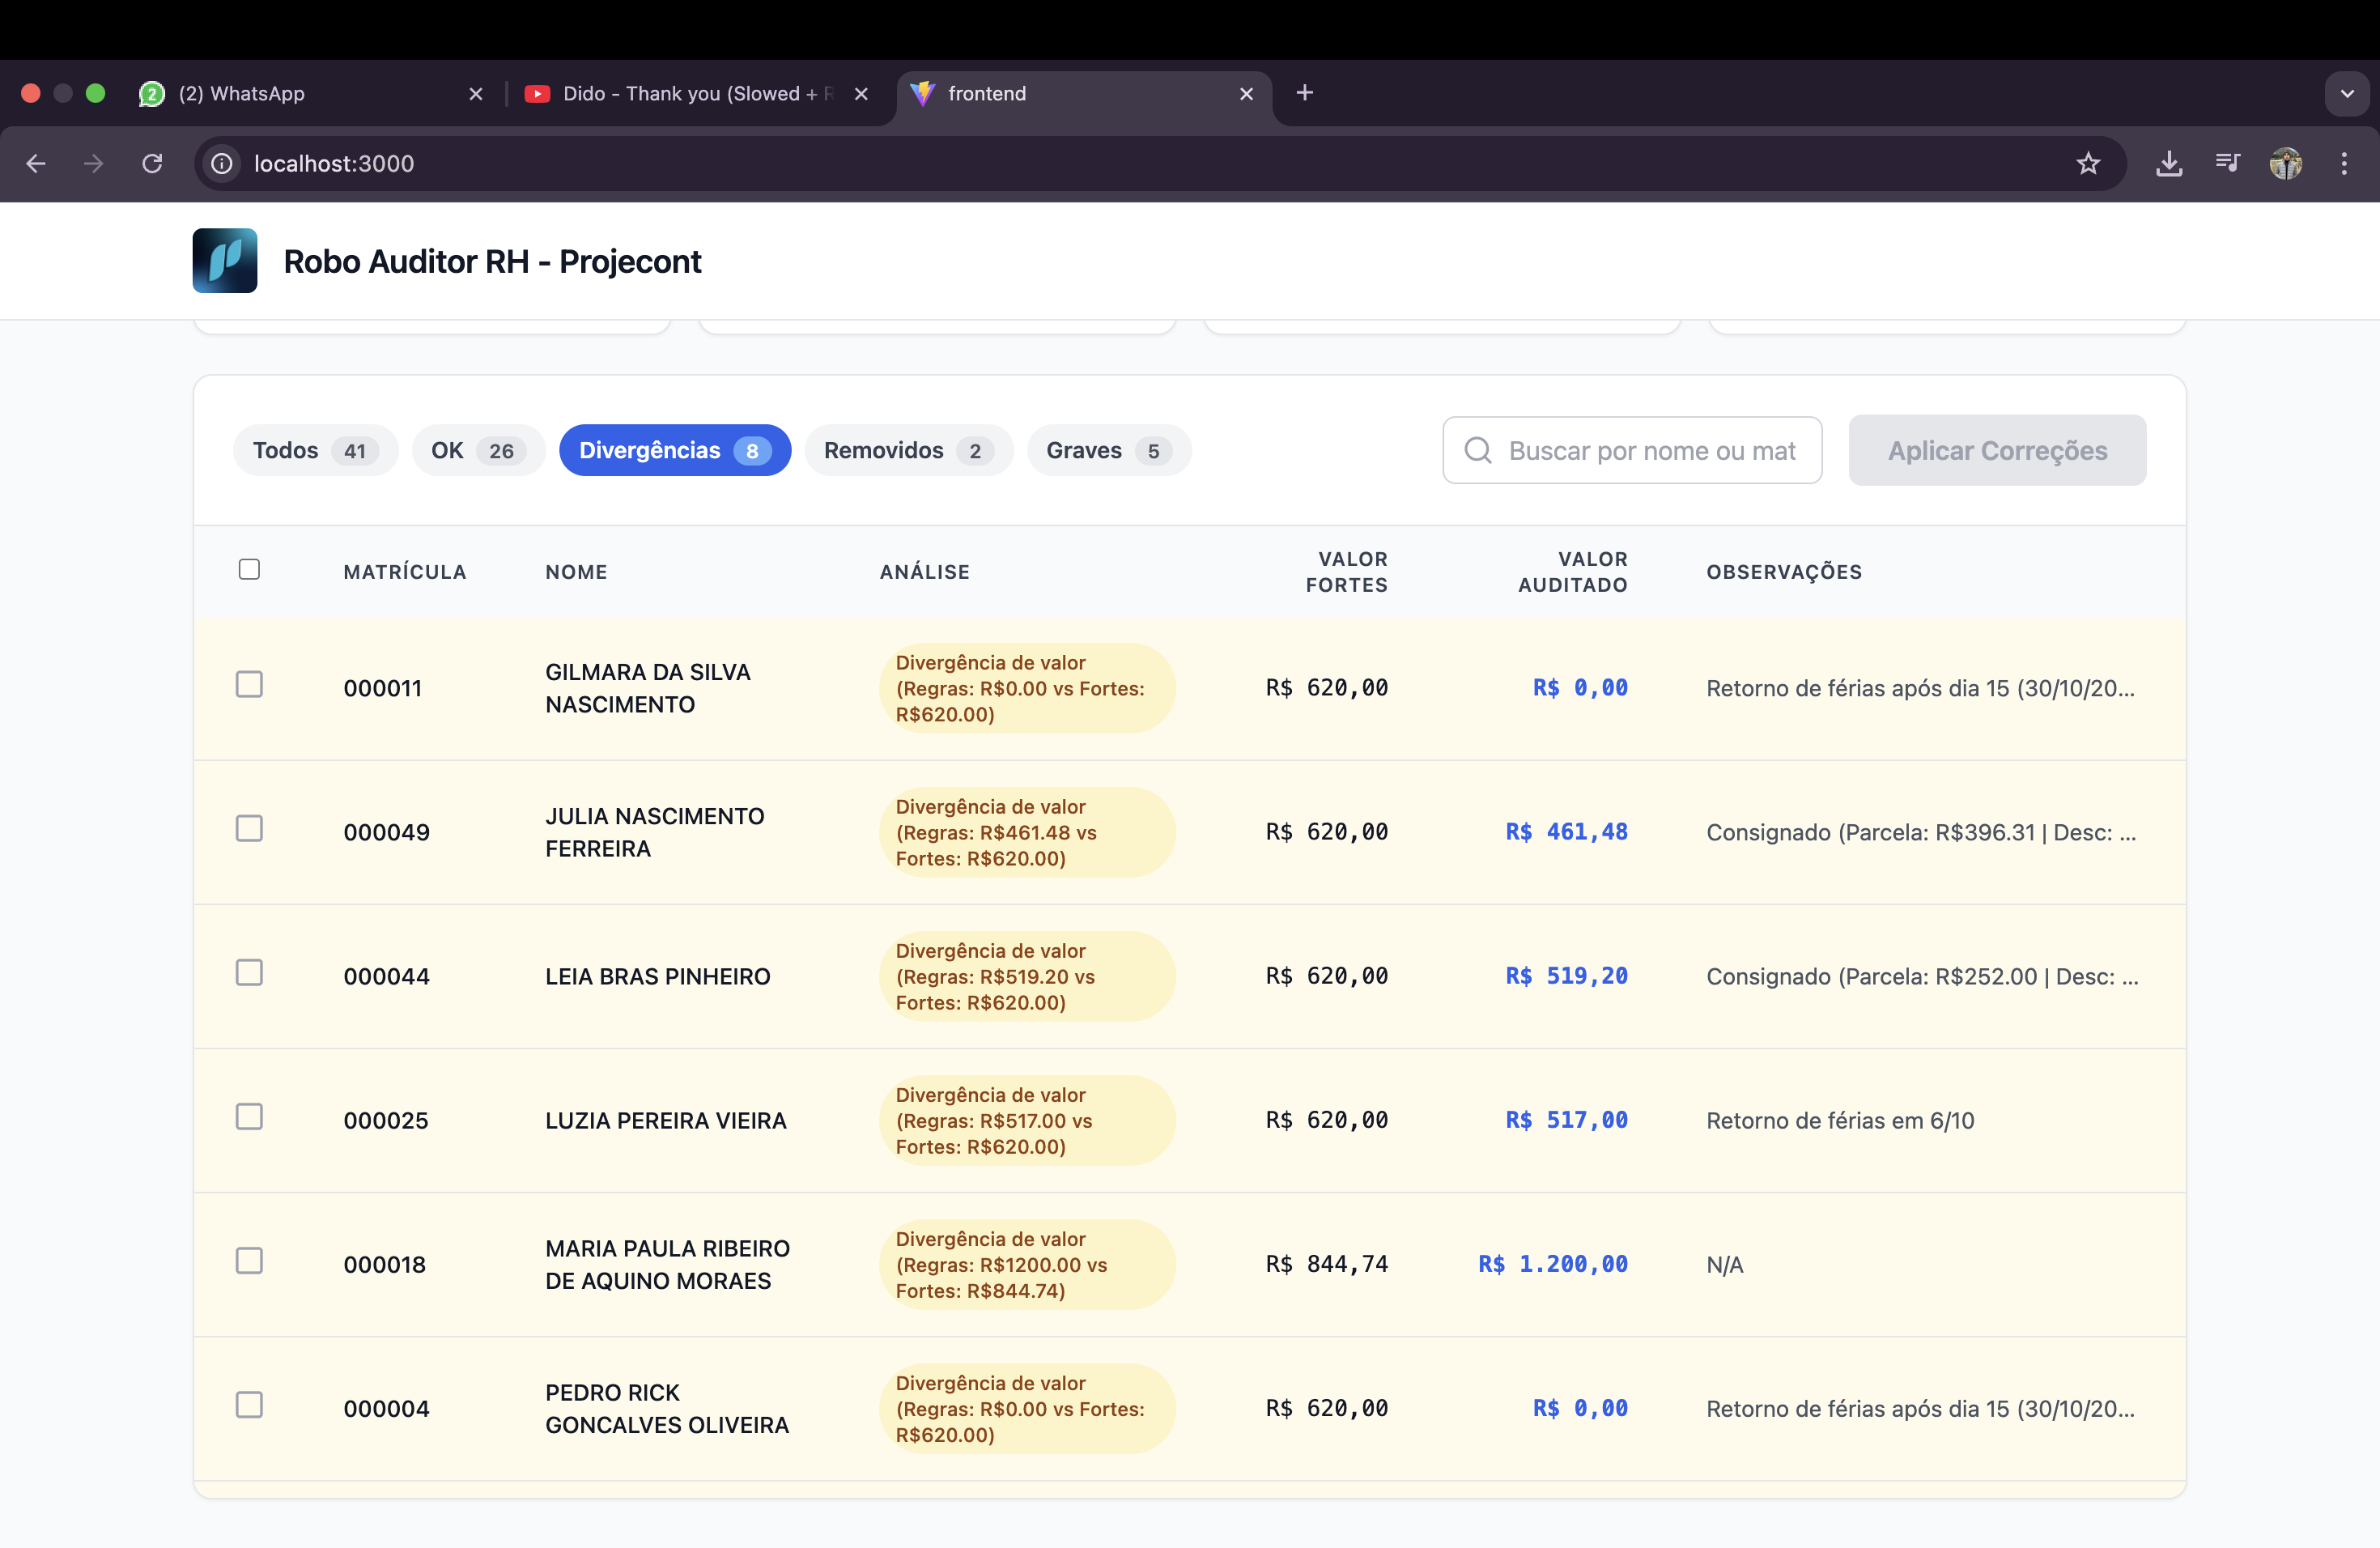 (2) WhatsApp
Dido - Thank you (Slowed + R
frontend
localhost:3000
Robo Auditor RH - Projecont
Todos 41
OK 26
Divergências 8
Removidos 2
Graves 5
Buscar por nome ou mat
Aplicar Correções
MATRÍCULA
NOME
ANÁLISE
VALOR
FORTES
VALOR
AUDITADO
OBSERVAÇÕES
000011
GILMARA DA SILVA
NASCIMENTO
Divergência de valor
(Regras: R$0.00 vs Fortes:
R$620.00)
R$ 620,00
R$ 0,00
Retorno de férias após dia 15 (30/10/20...
000049
JULIA NASCIMENTO
FERREIRA
Divergência de valor
(Regras: R$461.48 vs
Fortes: R$620.00)
R$ 620,00
R$ 461,48
Consignado (Parcela: R$396.31 | Desc: ...
000044
LEIA BRAS PINHEIRO
Divergência de valor
(Regras: R$519.20 vs
Fortes: R$620.00)
R$ 620,00
R$ 519,20
Consignado (Parcela: R$252.00 | Desc: ...
000025
LUZIA PEREIRA VIEIRA
Divergência de valor
(Regras: R$517.00 vs
Fortes: R$620.00)
R$ 620,00
R$ 517,00
Retorno de férias em 6/10
000018
MARIA PAULA RIBEIRO
DE AQUINO MORAES
Divergência de valor
(Regras: R$1200.00 vs
Fortes: R$844.74)
R$ 844,74
R$ 1.200,00
N/A
000004
PEDRO RICK
GONCALVES OLIVEIRA
Divergência de valor
(Regras: R$0.00 vs Fortes:
R$620.00)
R$ 620,00
R$ 0,00
Retorno de férias após dia 15 (30/10/20...